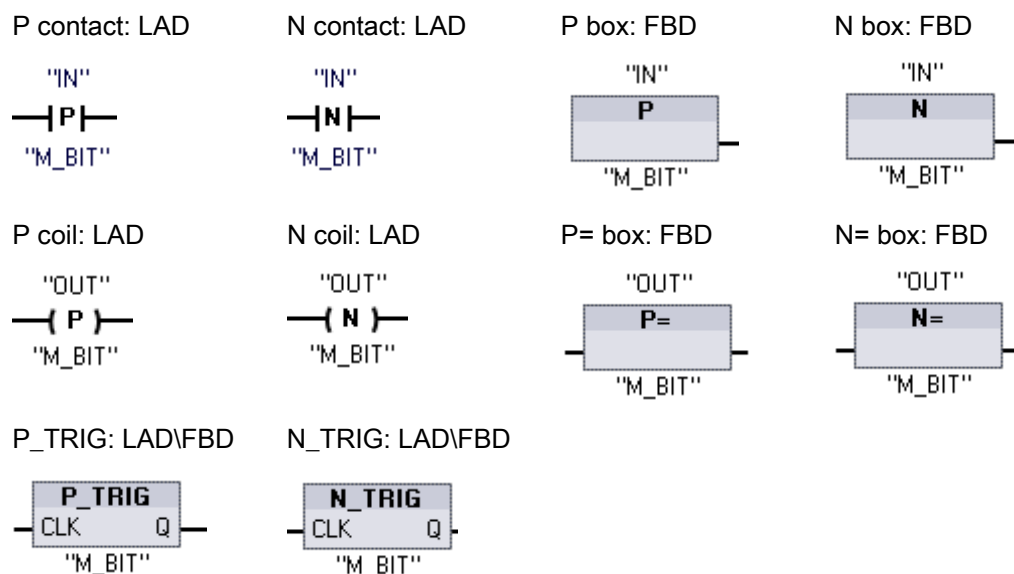 P contact: LAD
N contact: LAD
P box: FBD
N box: FBD
"IN"
"IN"
"IN"
"IN"
P
N
P
N
"M_BIT"
"M_BIT"
"M_BIT"
"M_BIT"
P coil: LAD
N coil: LAD
P= box: FBD
N= box: FBD
"OUT"
"OUT"
"OUT"
"OUT"
P
N
P=
N=
"M_BIT"
"M_BIT"
"M_BIT"
"M_BIT"
P_TRIG: LAD\FBD
N_TRIG: LAD\FBD
P_TRIG
N_TRIG
CLK Q
CLK Q
"M_BIT"
"M_BIT"